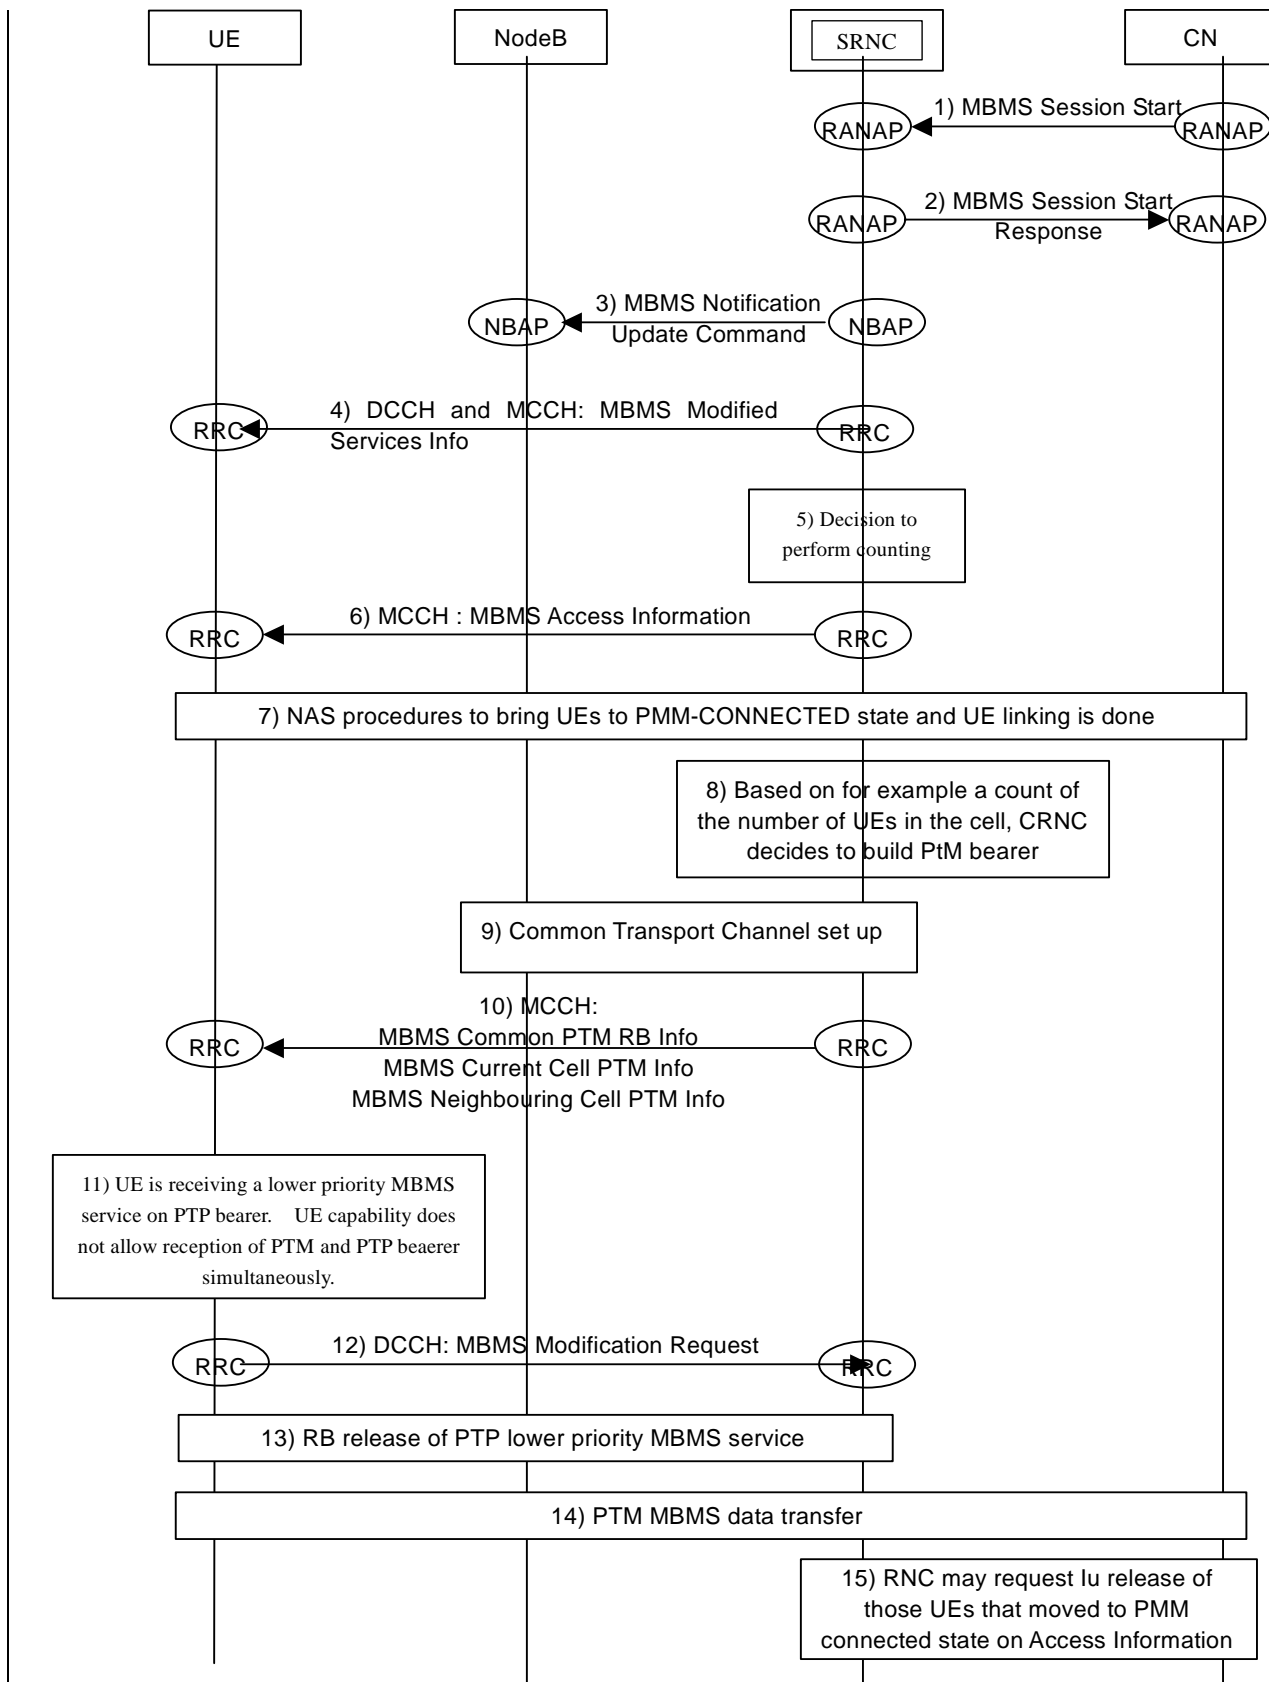 UE
NodeB
SRNC
CN
1) MBMS Session Start
RANAP
RANAP
2) MBMS Session Start
Response
RANAP
RANAP
3) MBMS Notification
Update Command
NBAP
NBAP
4) DCCH and MCCH: MBMS Modified
Services Info
RRC
RRC
5) Decision to
perform counting
6) MCCH : MBMS Access Information
RRC
RRC
7) NAS procedures to bring UEs to PMM-CONNECTED state and UE linking is done
8) Based on for example a count of
the number of UEs in the cell, CRNC
decides to build PtM bearer
9) Common Transport Channel set up
10) MCCH:
MBMS Common PTM RB Info
MBMS Current Cell PTM Info
MBMS Neighbouring Cell PTM Info
RRC
RRC
11) UE is receiving a lower priority MBMS
service on PTP bearer. UE capability does
not allow reception of PTM and PTP beaerer
simultaneously.
12) DCCH: MBMS Modification Request
RRC
RRC
13) RB release of PTP lower priority MBMS service
14) PTM MBMS data transfer
15) RNC may request Iu release of
those UEs that moved to PMM
connected state on Access Information